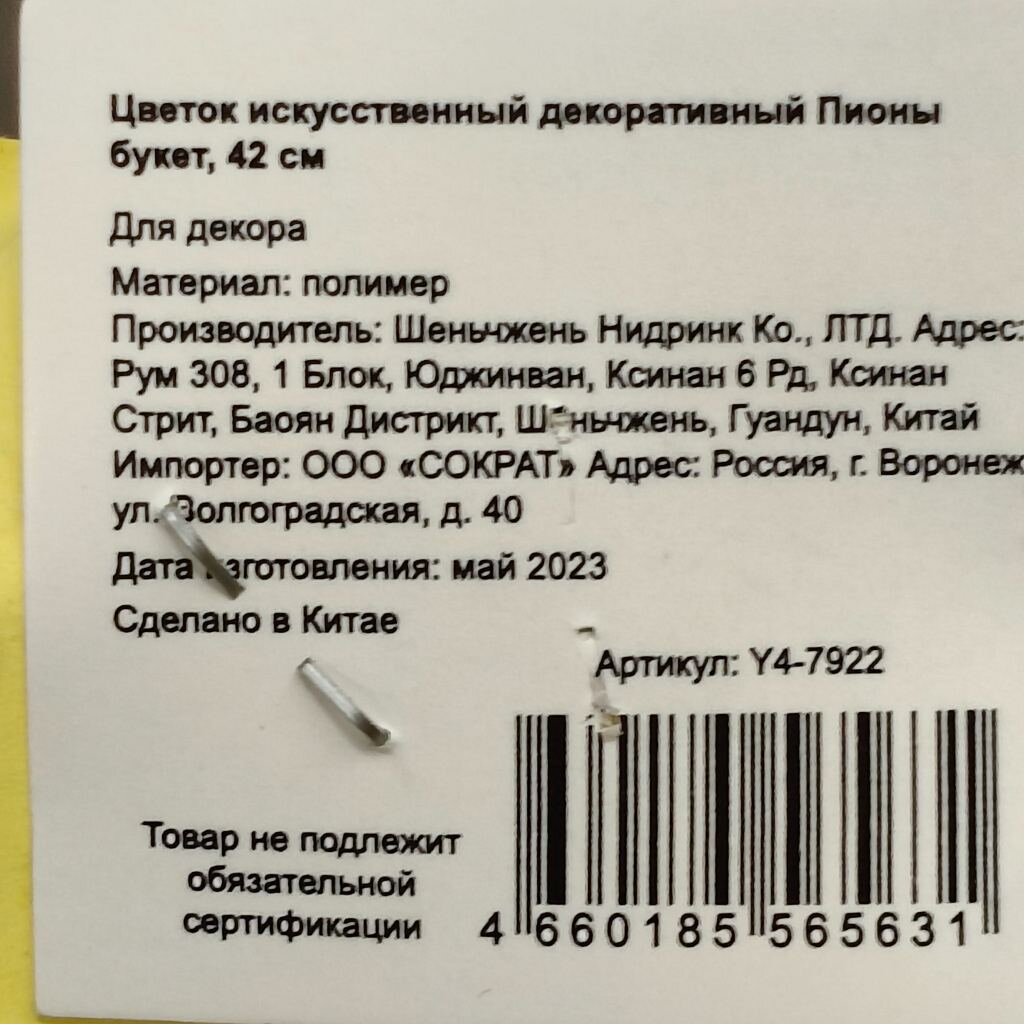 Цветок искусственный декоративный Пионы
букет, 42 см
Для декора
Материал: полимер
Производитель: Шеньчжень Нидринк Ко., ЛТД. Адрес:
Рум 308, 1 Блок, Юджинван, Ксинан 6 Рд, Ксинан
Стрит, Баоян Дистрикт, Шеньчжень, Гуандун, Китай
Импортер: ООО «СОКРАТ» Адрес: Россия, г. Воронеж
ул. Волгоградская, д. 40
Дата изготовления: май 2023
Сделано в Китае
Артикул: Y4-7922
Товар не подлежит
обязательной
сертификации
4 660185 565631